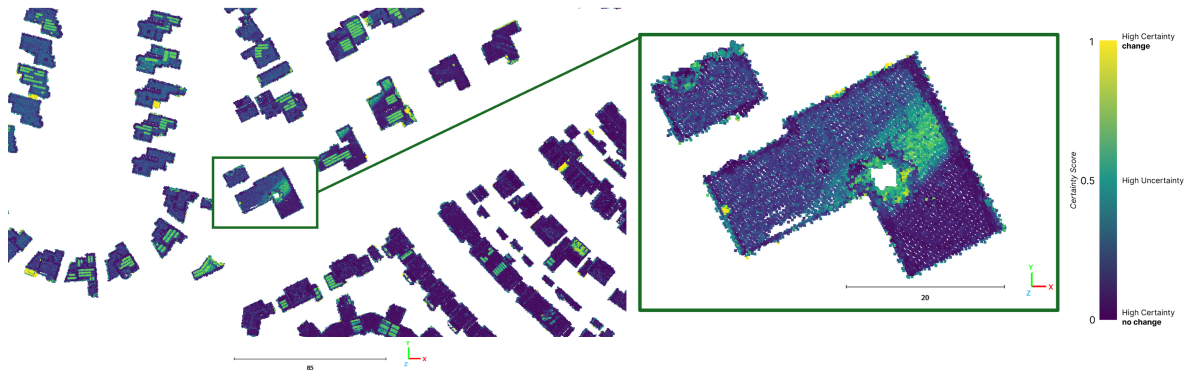 85
Y
Z
X
20
Y
Z
X
1
0.5
0
Certainty Score
High Certainty
change
High Uncertainty
High Certainty
no change